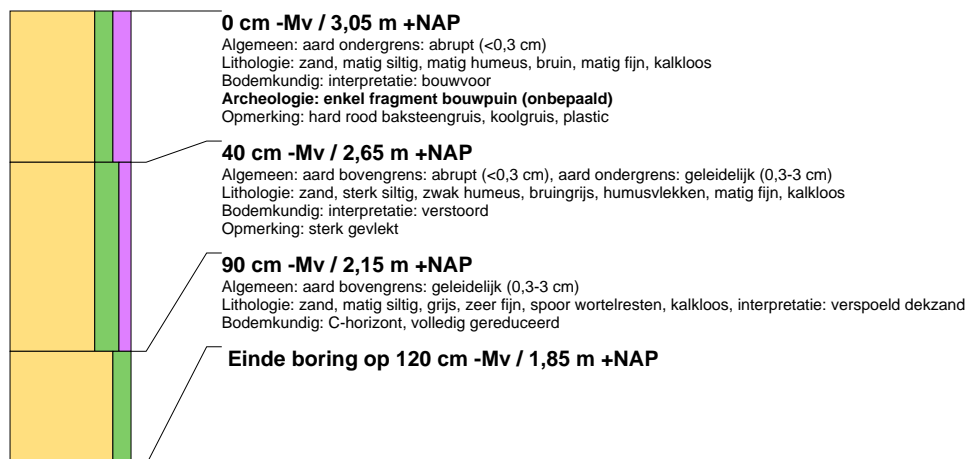 0 cm -Mv / 3,05 m +NAP
Algemeen: aard ondergrens: abrupt (<0,3 cm)
Lithologie: zand, matig siltig, matig humeus, bruin, matig fijn, kalkloos
Bodemkundig: interpretatie: bouwvoor
Archeologie: enkel fragment bouwpuin (onbepaald)
Opmerking: hard rood baksteengruis, koolgruis, plastic
40 cm -Mv / 2,65 m +NAP
Algemeen: aard bovengrens: abrupt (<0,3 cm), aard ondergrens: geleidelijk (0,3-3 cm)
Lithologie: zand, sterk siltig, zwak humeus, bruingrijs, humusvlekken, matig fijn, kalkloos
Bodemkundig: interpretatie: verstoord
Opmerking: sterk gevlekt
90 cm -Mv / 2,15 m +NAP
Algemeen: aard bovengrens: geleidelijk (0,3-3 cm)
Lithologie: zand, matig siltig, grijs, zeer fijn, spoor wortelresten, kalkloos, interpretatie: verspoeld dekzand
Bodemkundig: C-horizont, volledig gereduceerd
Einde boring op 120 cm -Mv / 1,85 m +NAP